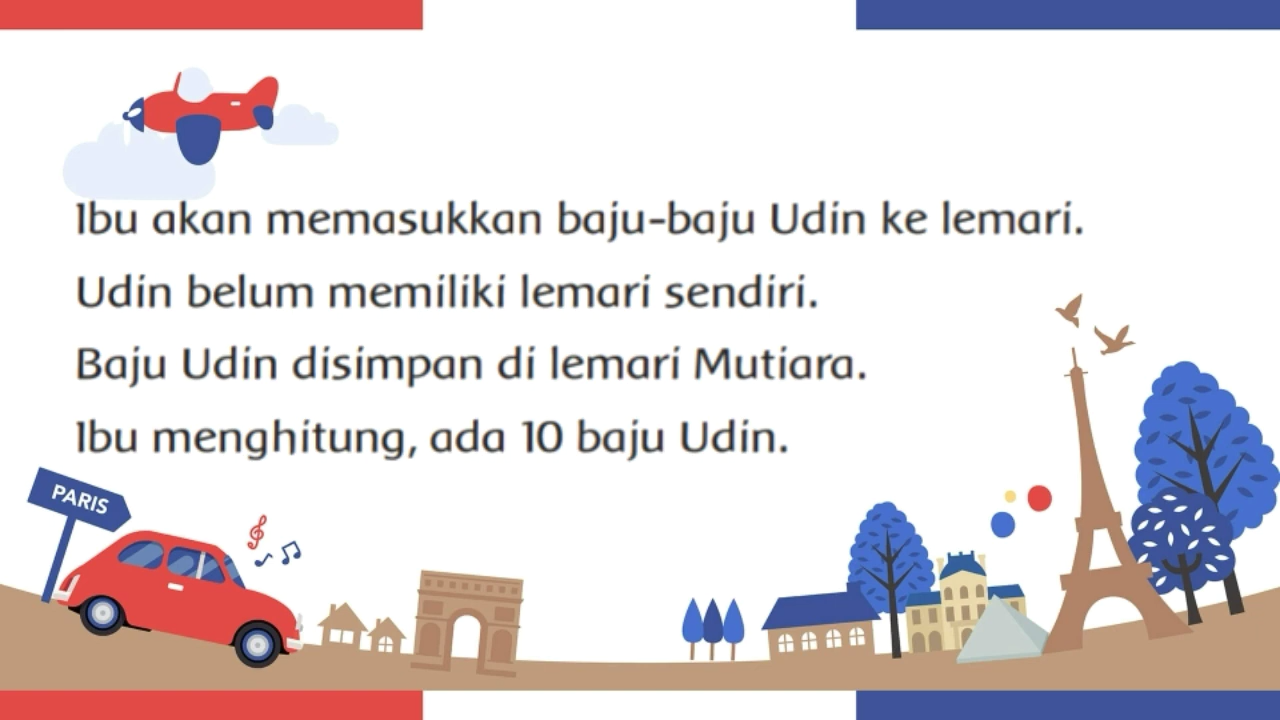 Ibu akan memasukkan baju-baju Udin ke lemari.
Udin belum memiliki lemari sendiri.
Baju Udin disimpan di lemari Mutiara.
Ibu menghitung, ada 10 baju Udin.
PARIS